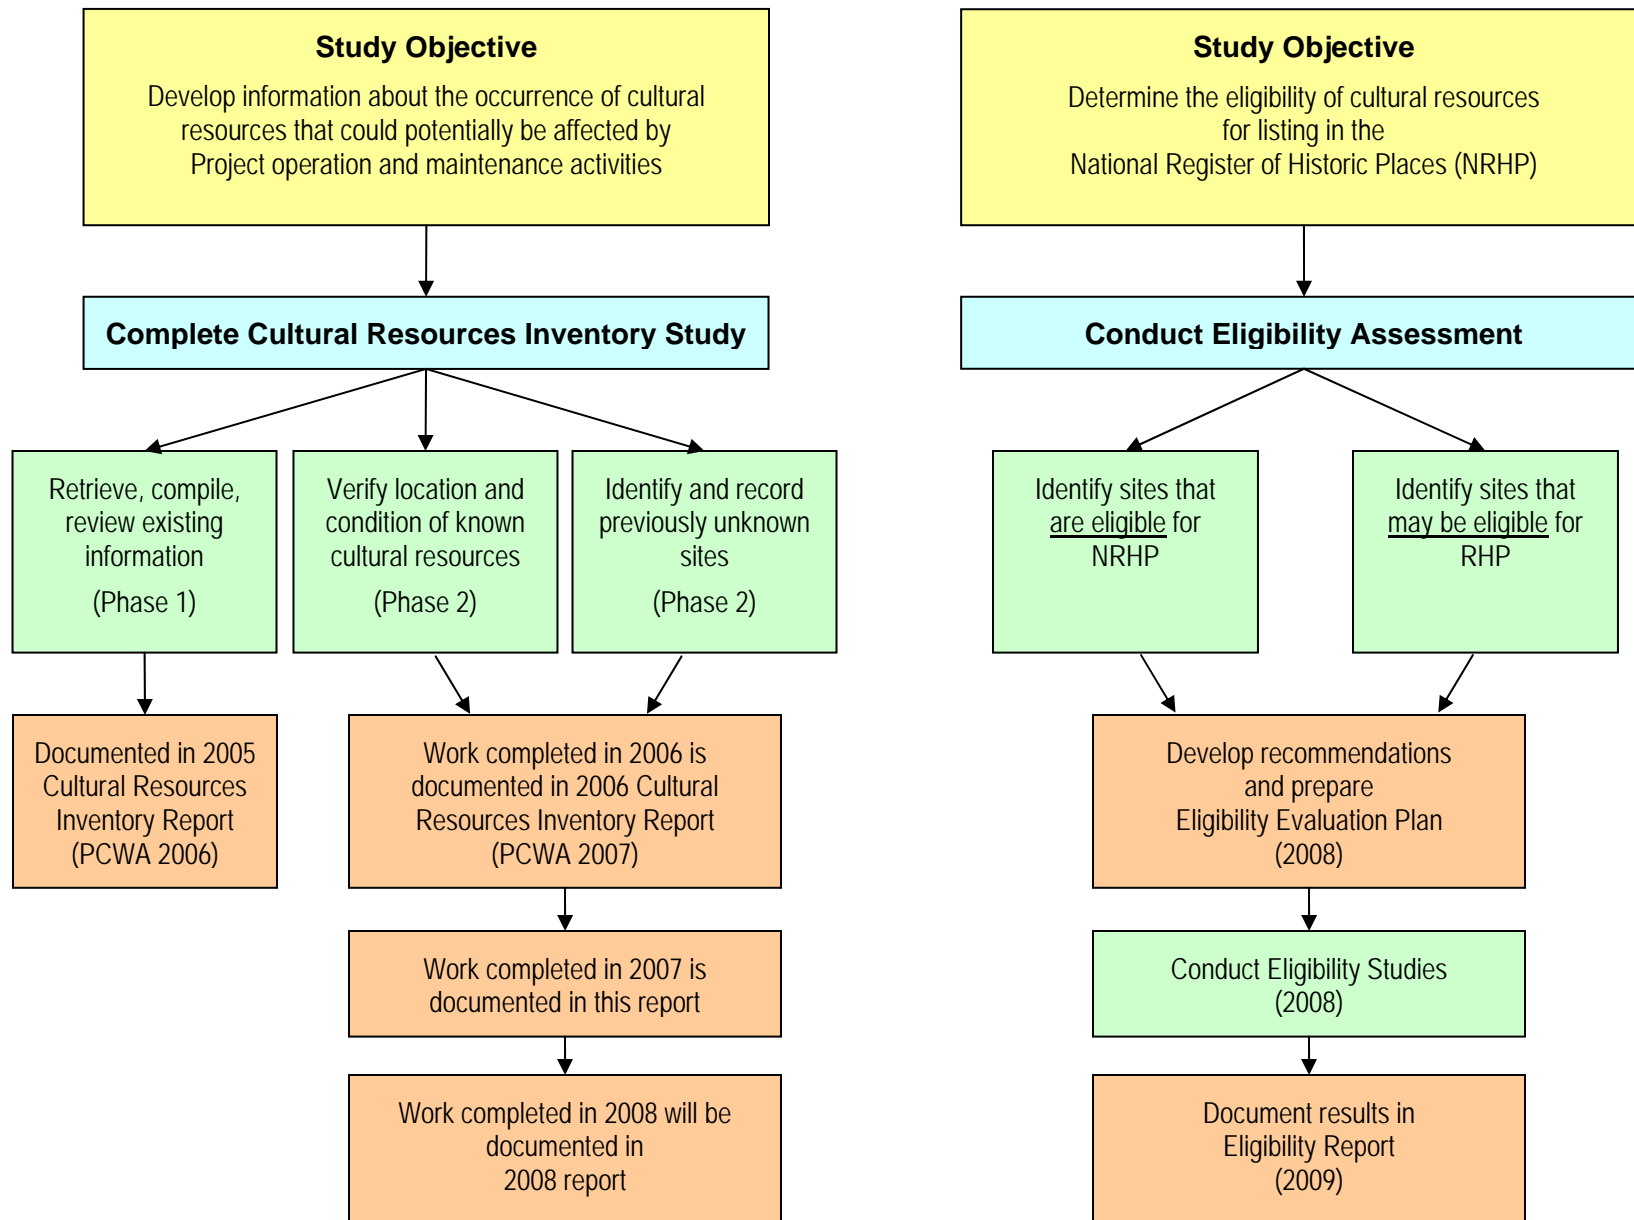 Study Objective
Develop information about the occurrence of cultural
resources that could potentially be affected by
Project operation and maintenance activities
Complete Cultural Resources Inventory Study
Retrieve, compile,
review existing
information
(Phase 1)
Verify location and
condition of known
cultural resources
(Phase 2)
Identify and record
previously unknown
sites
(Phase 2)
Documented in 2005
Cultural Resources
Inventory Report
(PCWA 2006)
Work completed in 2006 is
documented in 2006 Cultural
Resources Inventory Report
(PCWA 2007)
Work completed in 2007 is
documented in this report
Work completed in 2008 will be
documented in
2008 report
Study Objective
Determine the eligibility of cultural resources
for listing in the
National Register of Historic Places (NRHP)
Conduct Eligibility Assessment
Identify sites that
are eligible for
NRHP
Identify sites that
may be eligible for
RHP
Develop recommendations
and prepare
Eligibility Evaluation Plan
(2008)
Conduct Eligibility Studies
(2008)
Document results in
Eligibility Report
(2009)